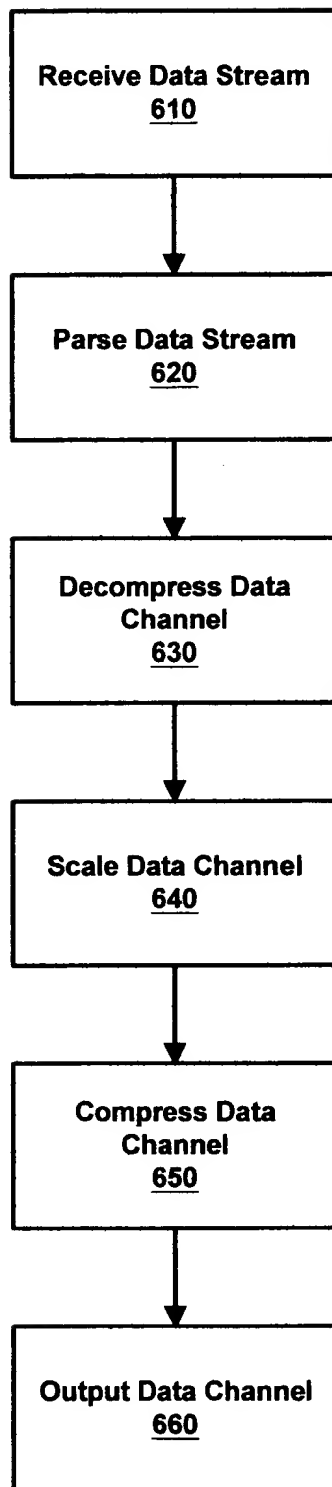 Receive Data Stream
610
Parse Data Stream
620
Decompress Data
Channel
630
Scale Data Channel
640
Compress Data
Channel
650
Output Data Channel
660